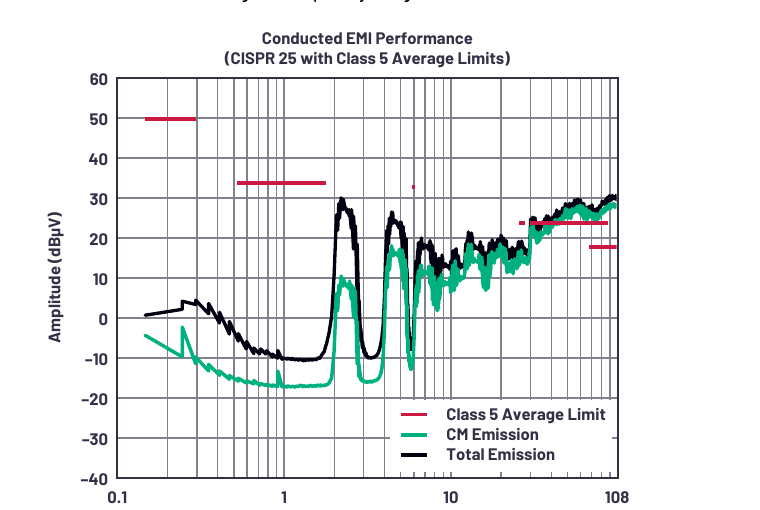 Conducted EMI Performance
(CISPR 25 with Class 5 Average Limits)
60
50
40
30
20
10
0
−10
−20
−30
−40
Amplitude (dBµV)
Class 5 Average Limit
CM Emission
Total Emission
0.1
1
10
108